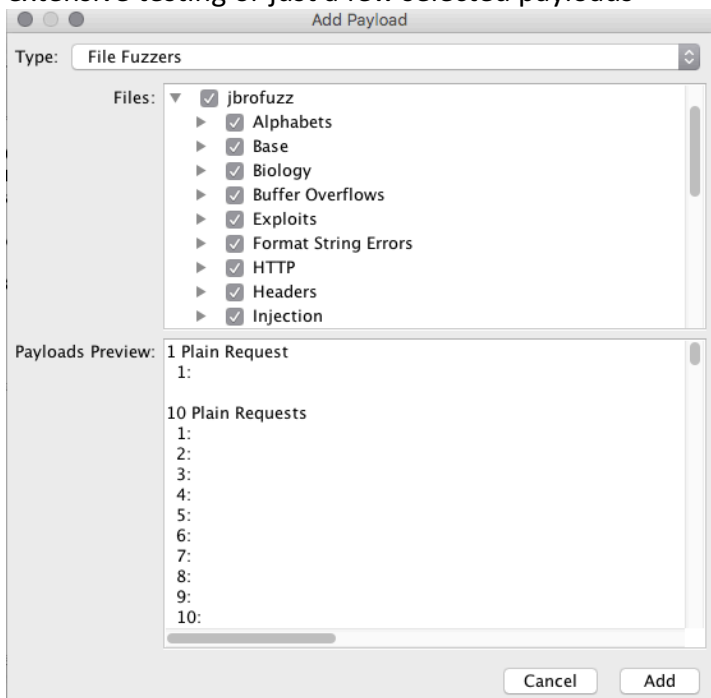 extensive testing or just a few selected payloads
Add Payload
Type: File Fuzzers
Files: jbrofuzz
Alphabets
Base
Biology
Buffer Overflows
Exploits
Format String Errors
HTTP
Headers
Injection
Payloads Preview: 1 Plain Request
1:
10 Plain Requests
1:
2:
3:
4:
5:
6:
7:
8:
9:
10:
Cancel Add